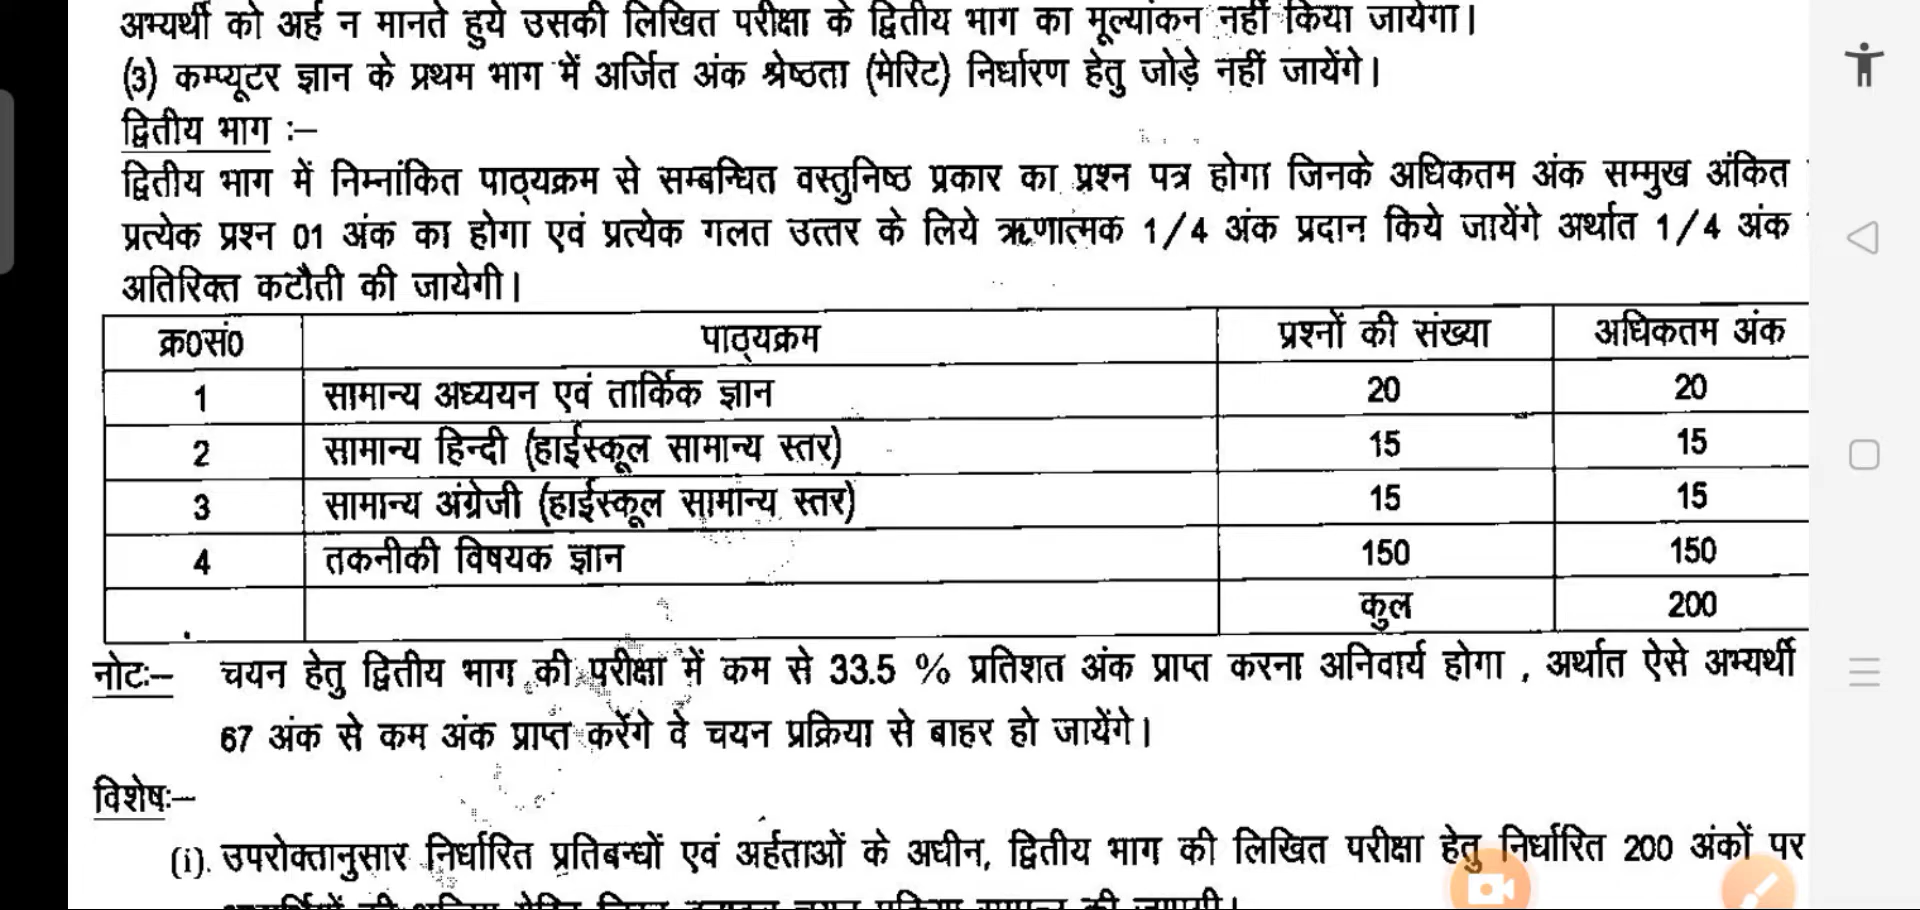 अभ्यर्थी को अर्ह न मानते हुये उसकी लिखित परीक्षा के द्वितीय भाग का मूल्यांकन नहीं किया जायेगा।
(3) कम्प्यूटर ज्ञान के प्रथम भाग में अर्जित अंक श्रेष्ठता (मेरिट) निर्धारण हेतु जोड़े नहीं जायेंगे।
द्वितीय भाग :–
द्वितीय भाग में निम्नांकित पाठ्यक्रम से सम्बन्धित वस्तुनिष्ठ प्रकार का प्रश्न पत्र होगा जिनके अधिकतम अंक सम्मुख अंकित
प्रत्येक प्रश्न 01 अंक का होगा एवं प्रत्येक गलत उत्तर के लिये ऋणात्मक 1/4 अंक प्रदान किये जायेंगे अर्थात 1/4 अंक
अतिरिक्त कटौती की जायेगी।
क्र0सं0 पाठ्यक्रम प्रश्नों की संख्या अधिकतम अंक
1 सामान्य अध्ययन एवं तार्किक ज्ञान 20 20
2 सामान्य हिन्दी (हाईस्कूल सामान्य स्तर) 15 15
3 सामान्य अंग्रेजी (हाईस्कूल सामान्य स्तर) 15 15
4 तकनीकी विषयक ज्ञान 150 150
कुल 200
नोटः– चयन हेतु द्वितीय भाग की परीक्षा में कम से 33.5 % प्रतिशत अंक प्राप्त करना अनिवार्य होगा , अर्थात ऐसे अभ्यर्थी
67 अंक से कम अंक प्राप्त करेंगे वे चयन प्रक्रिया से बाहर हो जायेंगे।
विशेषः–
(i). उपरोक्तानुसार निर्धारित प्रतिबन्धों एवं अर्हताओं के अधीन, द्वितीय भाग की लिखित परीक्षा हेतु निर्धारित 200 अंकों पर